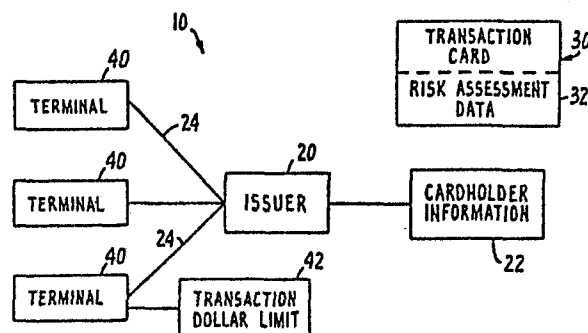 10
TRANSACTION
CARD
30
RISK ASSESSMENT
DATA
32
40
TERMINAL
24
20
ISSUER
CARDHOLDER
INFORMATION
22
40
TERMINAL
24
40
TERMINAL
42
TRANSACTION
DOLLAR LIMIT